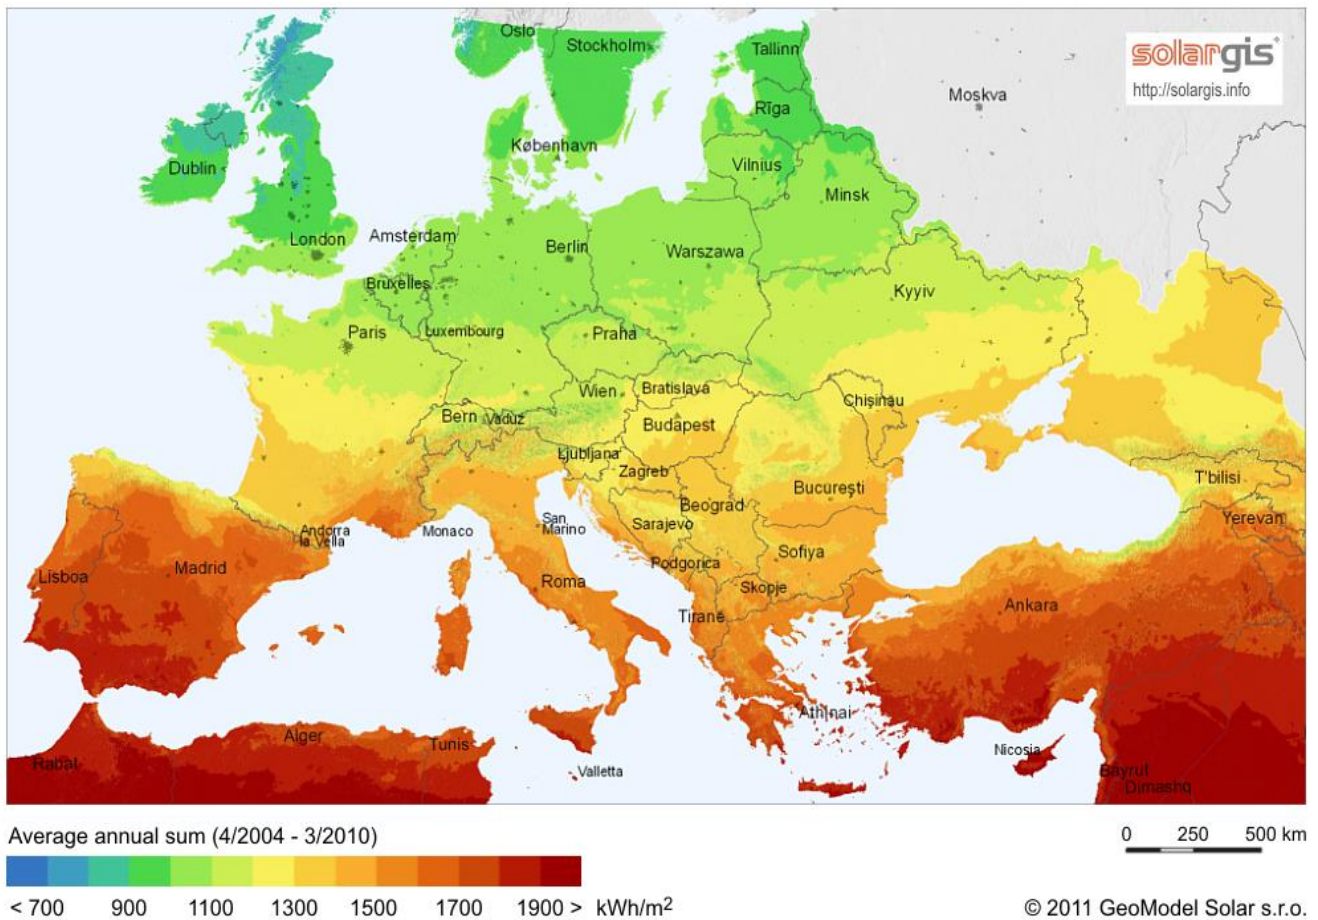 Oslo
Stockholm
Tallinn
solargis
http://solargis.info
Moskva
Rīga
København
Dublin
Vilnius
Minsk
London
Amsterdam
Berlin
Warszawa
Bruxelles
Kyyiv
Paris
Luxembourg
Praha
Wien
Bratislava
Chișinau
Bern
Vaduz
Budapest
Ljubljana
Zagreb
T'bilisi
București
Beograd
Yerevan
San
Marino
Sarajevo
Andorra
la Vella
Monaco
Sofiya
Podgorica
Lisboa
Madrid
Roma
Skopje
Ankara
Tiranë
Athinai
Alger
Tunis
Nicosia
Rabat
Valletta
Bayrut
Dimashq
Average annual sum (4/2004 - 3/2010)
0 250 500 km
< 700 900 1100 1300 1500 1700 1900 > kWh/m2
© 2011 GeoModel Solar s.r.o.